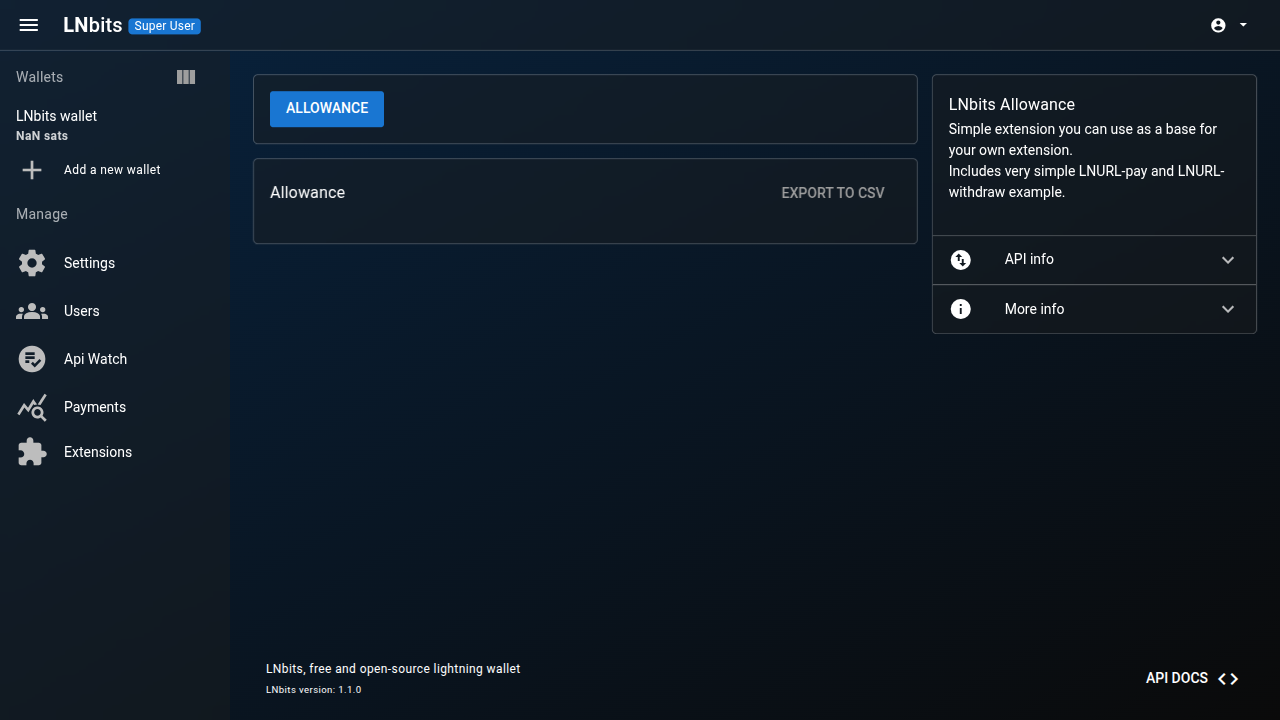 LNbits Super User
Wallets
LNbits wallet
NaN sats
Add a new wallet
Manage
Settings
Users
Api Watch
Payments
Extensions
ALLOWANCE
Allowance
EXPORT TO CSV
LNbits Allowance
Simple extension you can use as a base for
your own extension.
Includes very simple LNURL-pay and LNURL-
withdraw example.
API info
More info
LNbits, free and open-source lightning wallet
LNbits version: 1.1.0
API DOCS